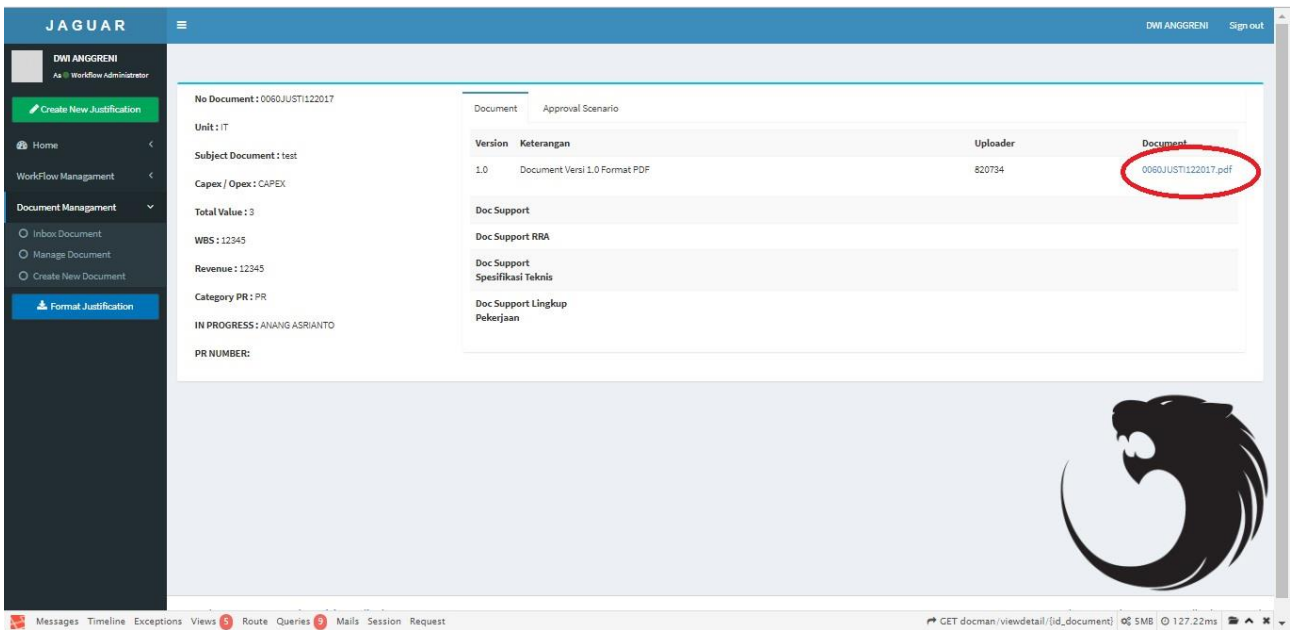 JAGUAR
DWI ANGGRENI
Sign out
DWI ANGGRENI
As Workflow Administrator
Create New Justification
Home
WorkFlow Managament
Document Managament
Inbox Document
Manage Document
Create New Document
Format Justification
No Document : 0060JUSTI122017
Unit : IT
Subject Document : test
Capex / Opex : CAPEX
Total Value : 3
WBS : 12345
Revenue : 12345
Category PR : PR
IN PROGRESS : ANANG ASRIANTO
PR NUMBER:
Document Approval Scenario
Version Keterangan Uploader Document
1.0 Document Versi 1.0 Format PDF 820734 0060JUSTI122017.pdf
Doc Support
Doc Support RRA
Doc Support
Spesifikasi Teknis
Doc Support Lingkup
Pekerjaan
Messages Timeline Exceptions Views 5 Route Queries 9 Mails Session Request GET docman/viewdetail/{id_document} 5MB 127.22ms